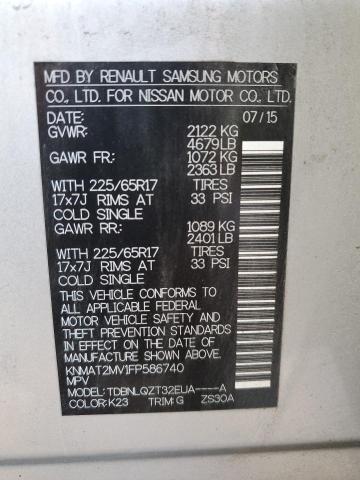 MFD BY RENAULT SAMSUNG MOTORS
CO., LTD. FOR NISSAN MOTOR CO., LTD.
DATE: 07/15
GVWR: 2122 KG
4679LB
GAWR FR: 1072 KG
2363 LB
WITH 225/65R17 TIRES
17x7J RIMS AT 33 PSI
COLD SINGLE
GAWR RR: 1089 KG
2401 LB
WITH 225/65R17 TIRES
17x7J RIMS AT 33 PSI
COLD SINGLE
THIS VEHICLE CONFORMS TO
ALL APPLICABLE FEDERAL
MOTOR VEHICLE SAFETY AND
THEFT PREVENTION STANDARDS
IN EFFECT ON THE DATE OF
MANUFACTURE SHOWN ABOVE
KNMAT2MV1FP586740
MPV
MODEL: TDBNLQZT32EUA----A
COLOR:K23 TRIM:G ZS30A